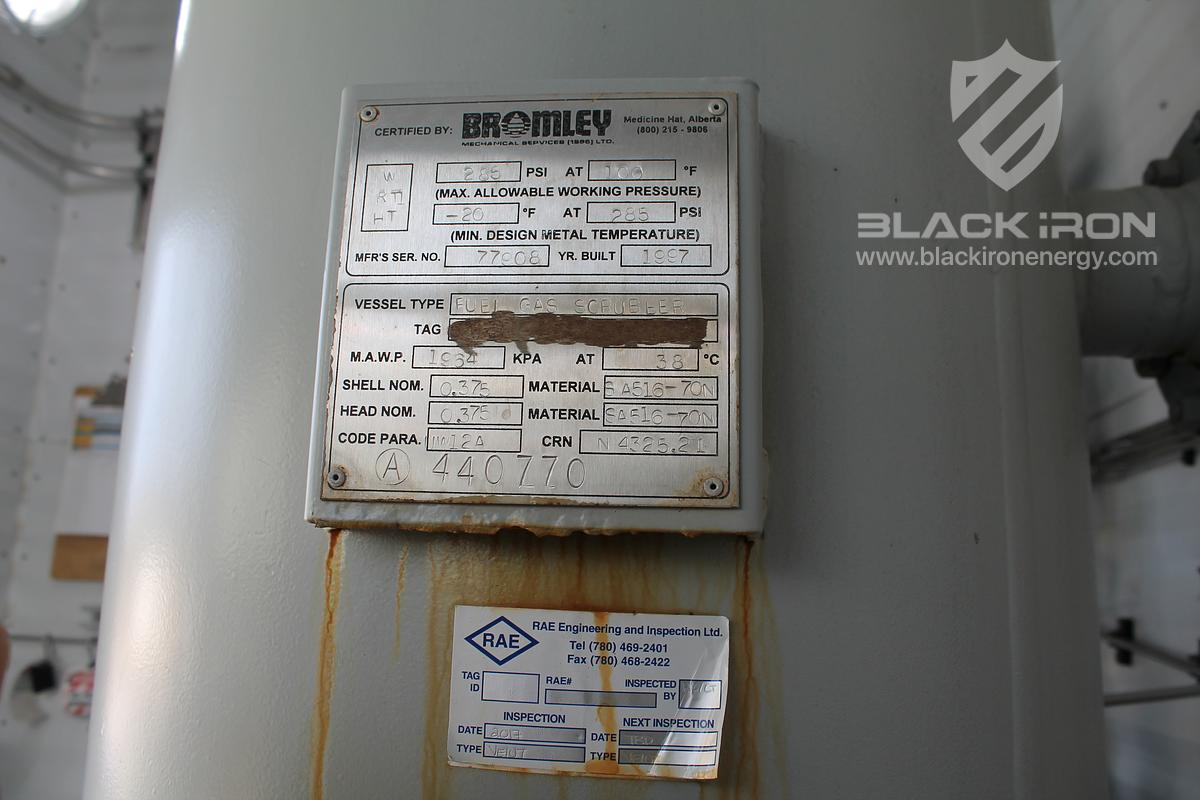 CERTIFIED BY: BROMLEY Medicine Hat, Alberta
MECHANICAL SERVICES (1996) LTD. (800) 215 - 9806
W
RT
HT
285 PSI AT 100 °F
(MAX. ALLOWABLE WORKING PRESSURE)
-20 °F AT 285 PSI
(MIN. DESIGN METAL TEMPERATURE)
MFR'S SER. NO. 77908 YR. BUILT 1997
VESSEL TYPE FUEL GAS SCRUBBER
TAG
M.A.W.P. 1964 KPA AT 38 °C
SHELL NOM. 0.375 MATERIAL SA516-70N
HEAD NOM. 0.375 MATERIAL SA516-70N
CODE PARA. UW12A CRN N 4325.21
A 440770
RAE
RAE Engineering and Inspection Ltd.
Tel (780) 469-2401
Fax (780) 468-2422
TAG ID RAE# INSPECTED BY
INSPECTION NEXT INSPECTION
DATE DATE
TYPE TYPE
BLACK iRON
www.blackironenergy.com